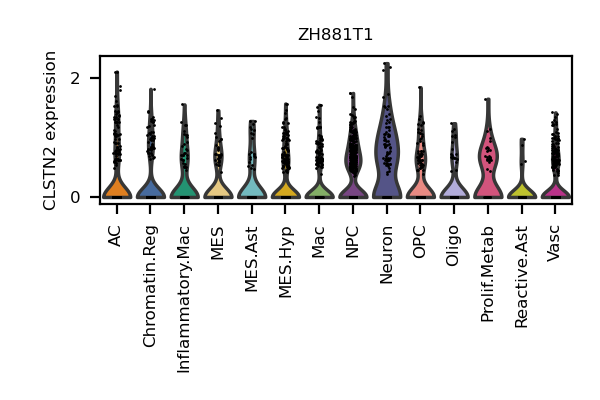 ZH881T1
CLSTN2 expression
2
0
AC
Chromatin.Reg
Inflammatory.Mac
MES
MES.Ast
MES.Hyp
Mac
NPC
Neuron
OPC
Oligo
Prolif.Metab
Reactive.Ast
Vasc